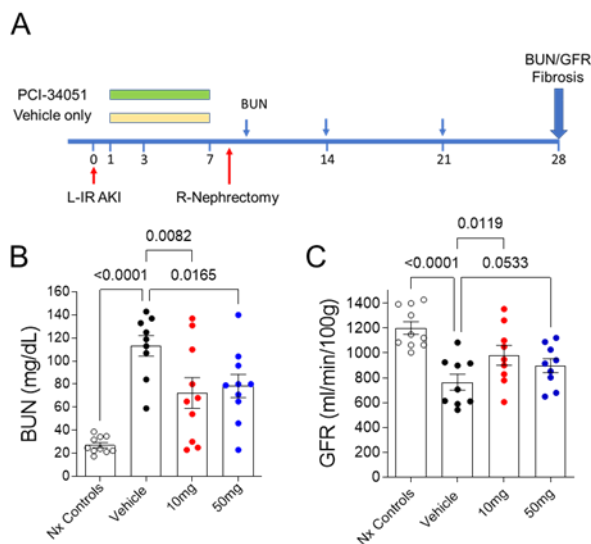 A
BUN/GFR
Fibrosis
PCI-34051
Vehicle only
BUN
0 1 3 7 14 21 28
L-IR AKI R-Nephrectomy
B
0.0082
<0.0001 0.0165
BUN (mg/dL)
160
140
120
100
80
60
40
20
0
Nx Controls Vehicle 10mg 50mg
C
0.0119
<0.0001 0.0533
GFR (ml/min/100g)
1400
1200
1000
800
600
400
200
0
Nx Controls Vehicle 10mg 50mg